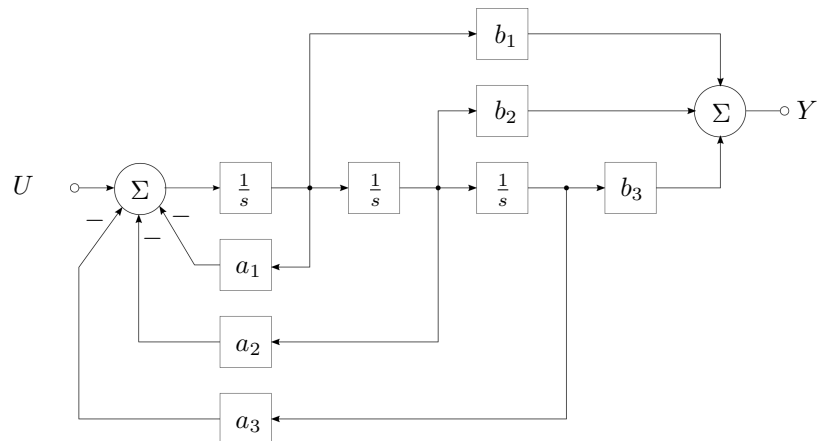 b₁
b₂
Σ
Y
U
Σ
1/s
1/s
1/s
b₃
−
−
−
a₁
a₂
a₃